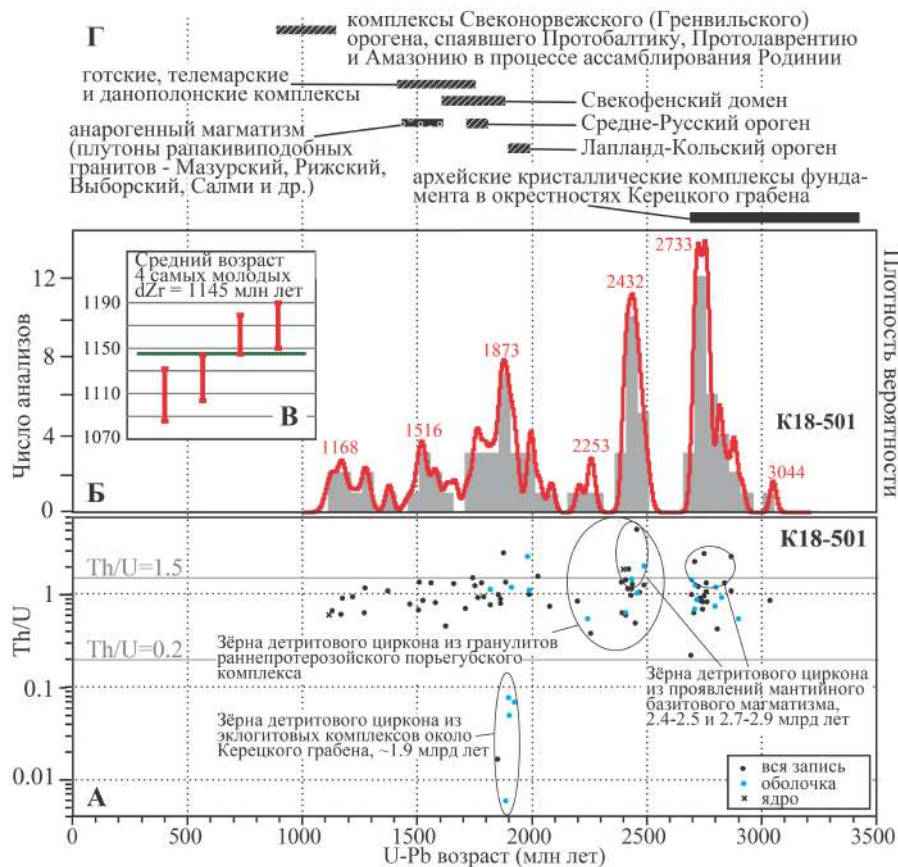 Г
комплексы Свеконорвежского (Гренвильского)
орогена, спаявшего Протобалтику, Протолаврентию
и Амазонию в процессе ассамблирования Родинии
готские, телемарские
и данополонские комплексы
Свекофенский домен
анарогенный магматизм
(плутоны рапакивиподобных
гранитов - Мазурский, Рижский,
Выборский, Салми и др.)
Средне-Русский ороген
Лапланд-Кольский ороген
архейские кристаллические комплексы фунда-
мента в окрестностях Керецкого грабена
3500
Число анализов
12
8
4
0
Плотность вероятности
Средний возраст
4 самых молодых
dZr = 1145 млн лет
1190
1150
1110
1070
В
1168
1516
1873
2253
2432
2733
3044
К18-501
Б
К18-501
Th/U
Th/U=1.5
Th/U=0.2
1
0.1
0.01
Зёрна детритового циркона из гранулитов
раннепротерозойского порьегубского
комплекса
Зёрна детритового циркона
из проявлений мантийного
базитового магматизма,
2.4-2.5 и 2.7-2.9 млрд лет
Зёрна детритового циркона из
эклогитовых комплексов около
Керецкого грабена, ~1.9 млрд лет
вся запись
оболочка
ядро
А
0 500 1000 1500 2000 2500 3000 3500
U-Pb возраст (млн лет)